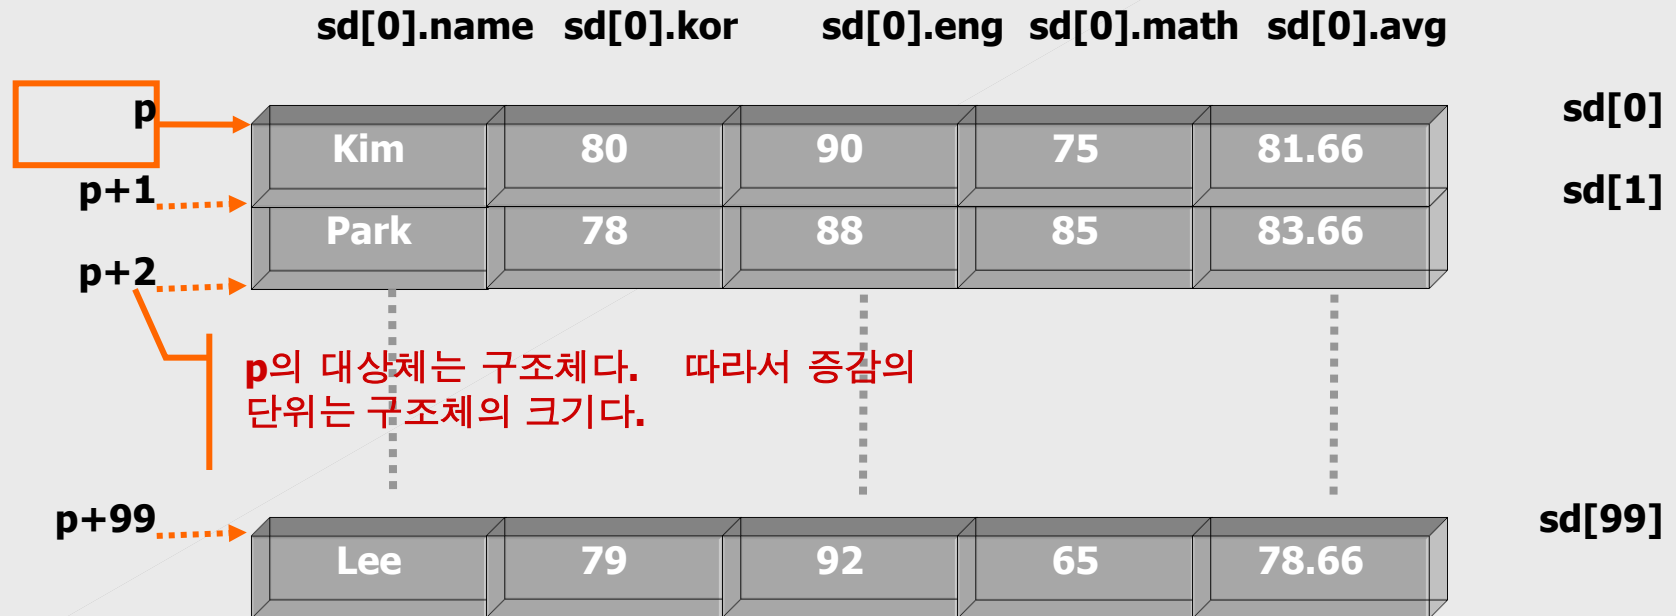 sd[0].name sd[0].kor sd[0].eng sd[0].math sd[0].avg
p sd[0]
Kim 80 90 75 81.66
p+1 sd[1]
Park 78 88 85 83.66
p+2
p의 대상체는 구조체다. 따라서 증감의
단위는 구조체의 크기다.
p+99 sd[99]
Lee 79 92 65 78.66